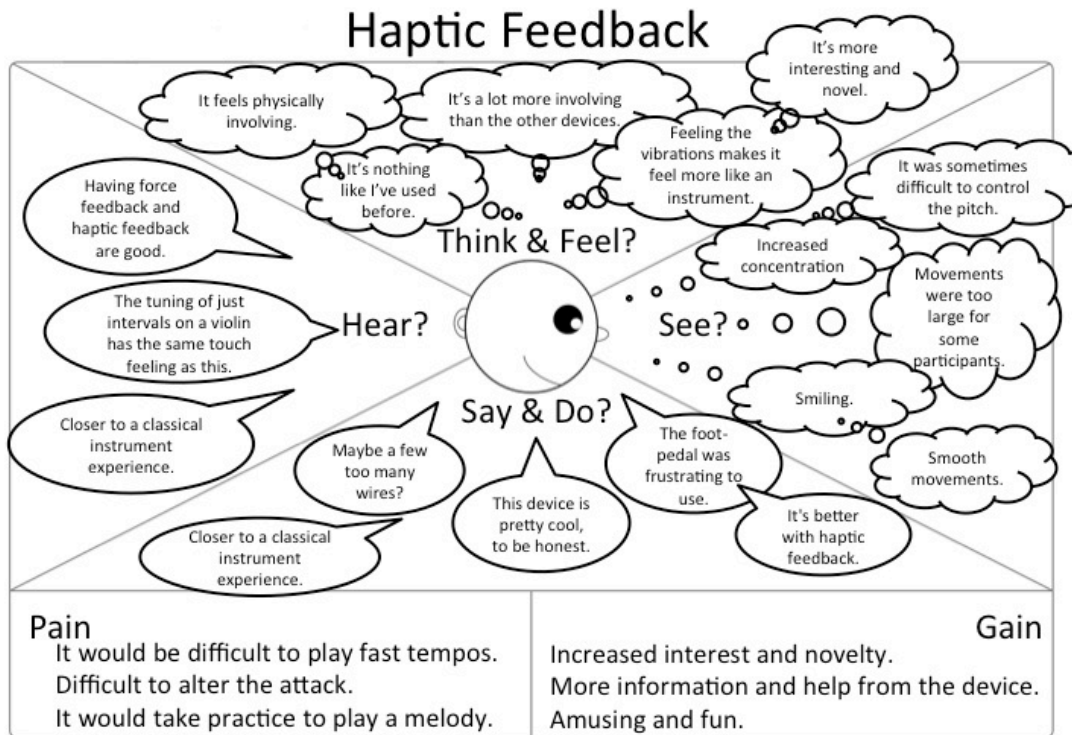 Haptic Feedback
It feels physically
involving.
It's a lot more involving
than the other devices.
It's more
interesting and
novel.
It's nothing
like I've used
before.
Feeling the
vibrations makes it
feel more like an
instrument.
It was sometimes
difficult to control
the pitch.
Think & Feel?
Having force
feedback and
haptic feedback
are good.
The tuning of just
intervals on a violin
has the same touch
feeling as this.
Closer to a classical
instrument
experience.
Hear?
See?
Increased
concentration
Movements
were too
large for
some
participants.
Smiling.
Smooth
movements.
Say & Do?
Closer to a classical
instrument
experience.
Maybe a few
too many
wires?
This device is
pretty cool,
to be honest.
The foot-
pedal was
frustrating to
use.
It's better
with haptic
feedback.
Pain
It would be difficult to play fast tempos.
Difficult to alter the attack.
It would take practice to play a melody.
Gain
Increased interest and novelty.
More information and help from the device.
Amusing and fun.